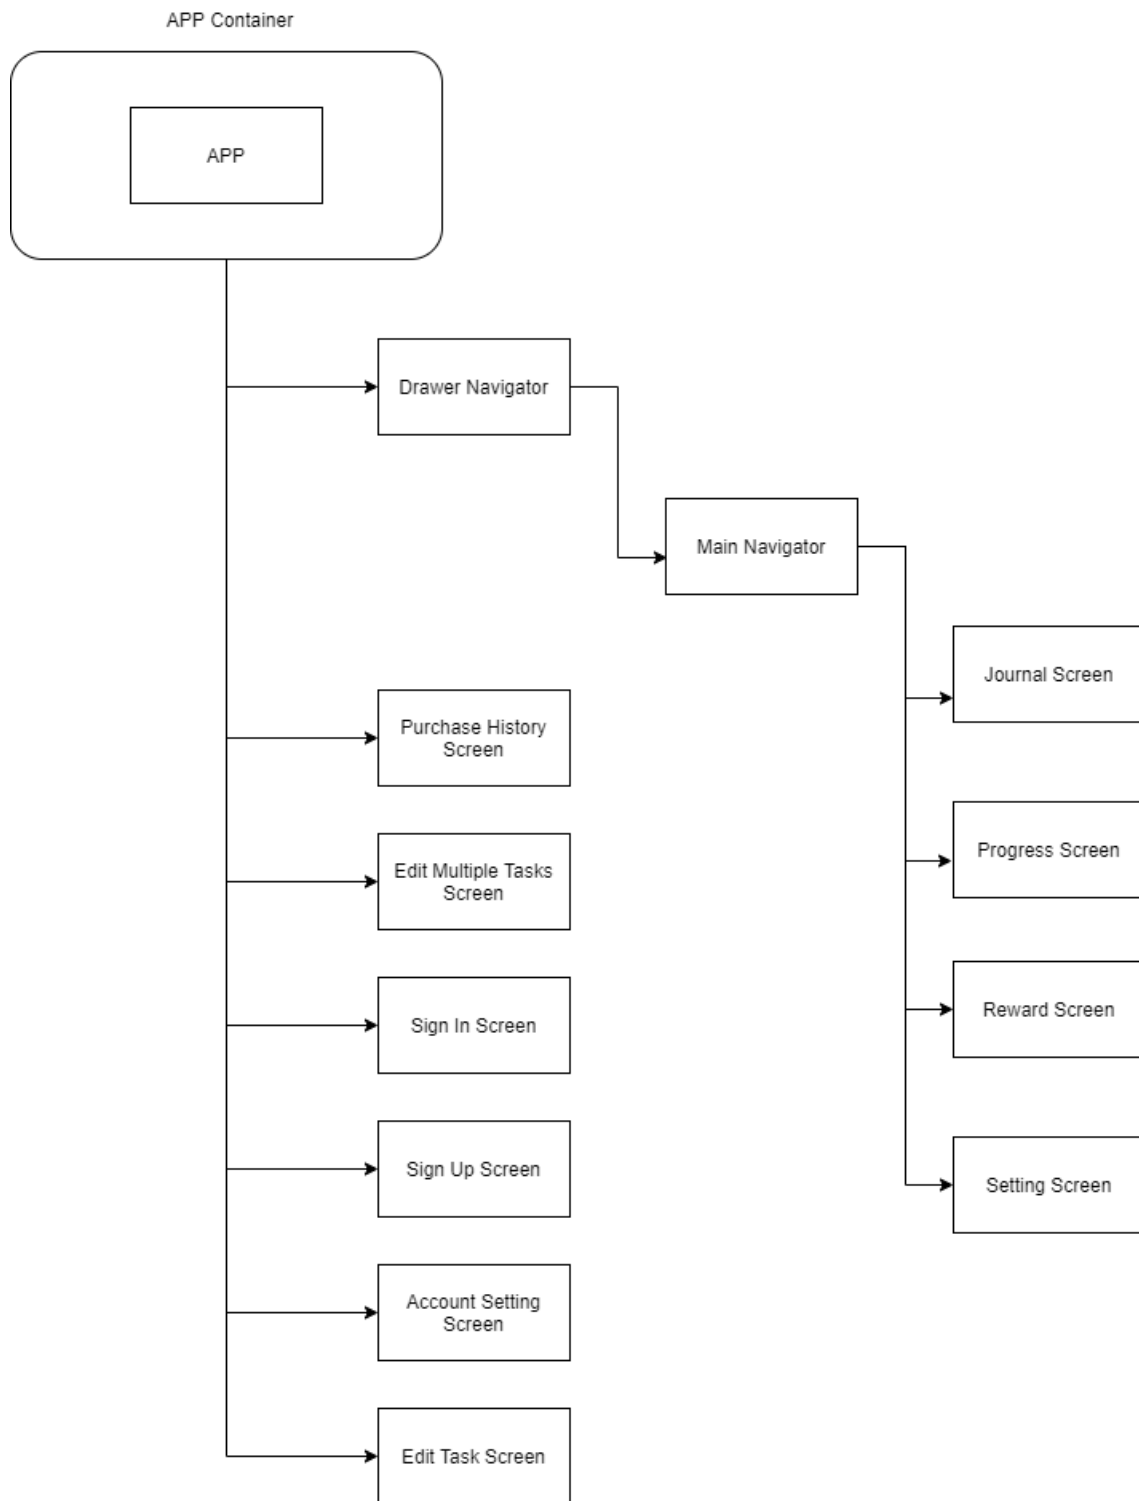 APP Container
APP
Drawer Navigator
Main Navigator
Journal Screen
Purchase History
Screen
Progress Screen
Edit Multiple Tasks
Screen
Reward Screen
Sign In Screen
Sign Up Screen
Setting Screen
Account Setting
Screen
Edit Task Screen